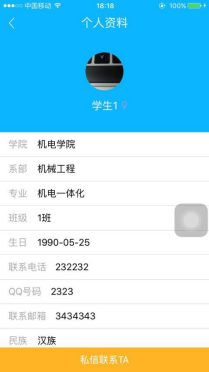 中国移动 18:18 100%
个人资料
学生1
学院 机电学院
系部 机械工程
专业 机电一体化
班级 1班
生日 1990-05-25
联系电话 232232
QQ号码 2323
联系邮箱 3434343
民族 汉族
私信联系TA